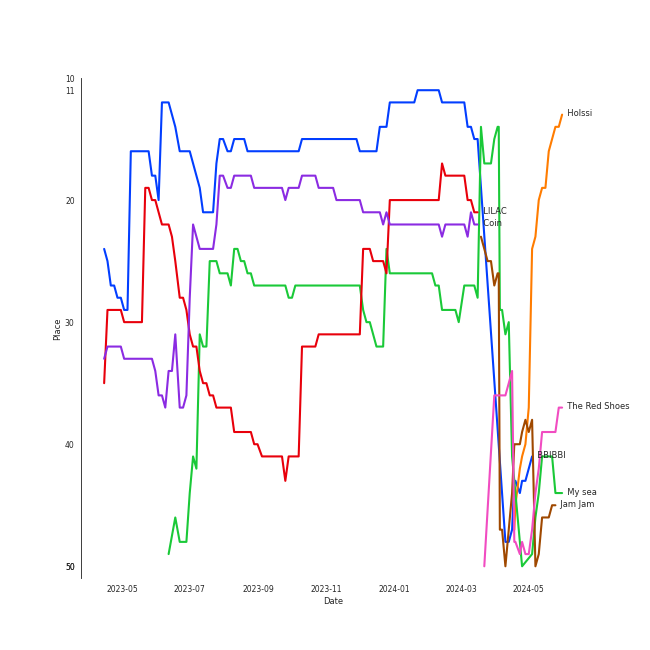 10
11
Holssi
20
LILAC
Coin
30
Place
The Red Shoes
40
BBIBBI
My sea
Jam Jam
50
2023-05 2023-07 2023-09 2023-11 2024-01 2024-03 2024-05
Date